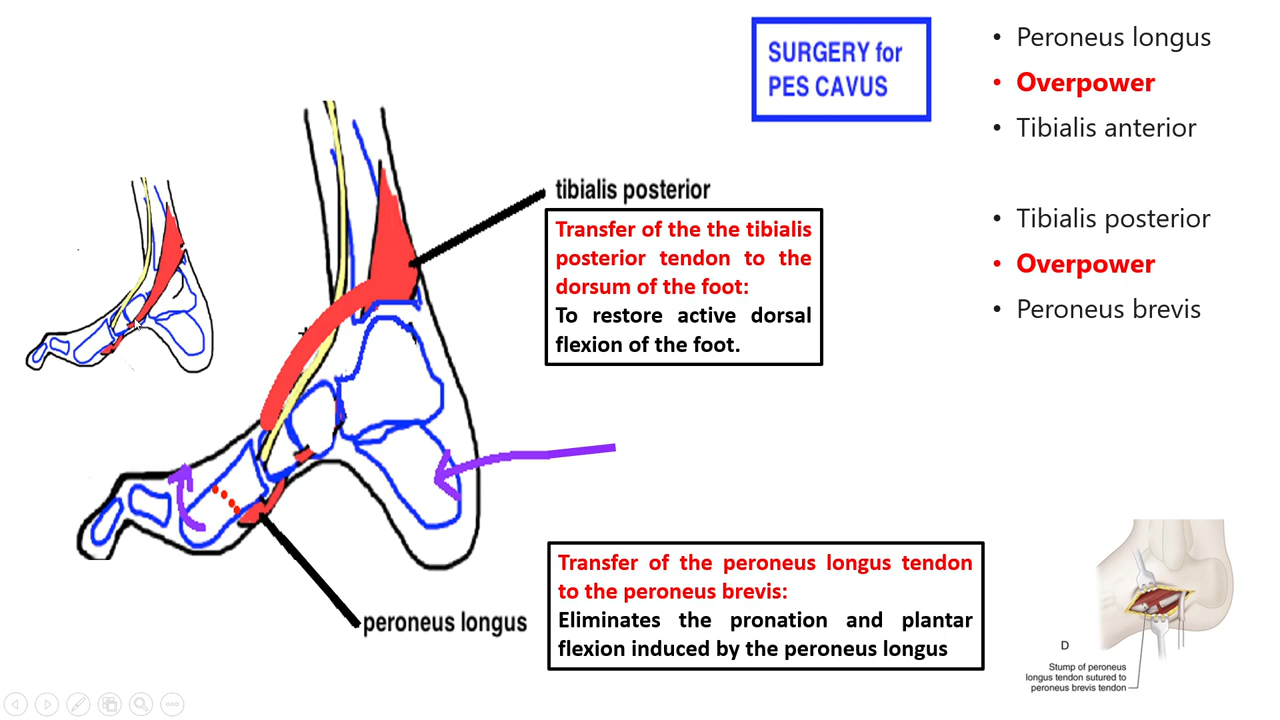 SURGERY for
PES CAVUS
• Peroneus longus
• Overpower
• Tibialis anterior
• Tibialis posterior
• Overpower
• Peroneus brevis
tibialis posterior
Transfer of the the tibialis
posterior tendon to the
dorsum of the foot:
To restore active dorsal
flexion of the foot.
Transfer of the peroneus longus tendon
to the peroneus brevis:
Eliminates the pronation and plantar
flexion induced by the peroneus longus
peroneus longus
D
Stump of peroneus
longus tendon sutured to
peroneus brevis tendon